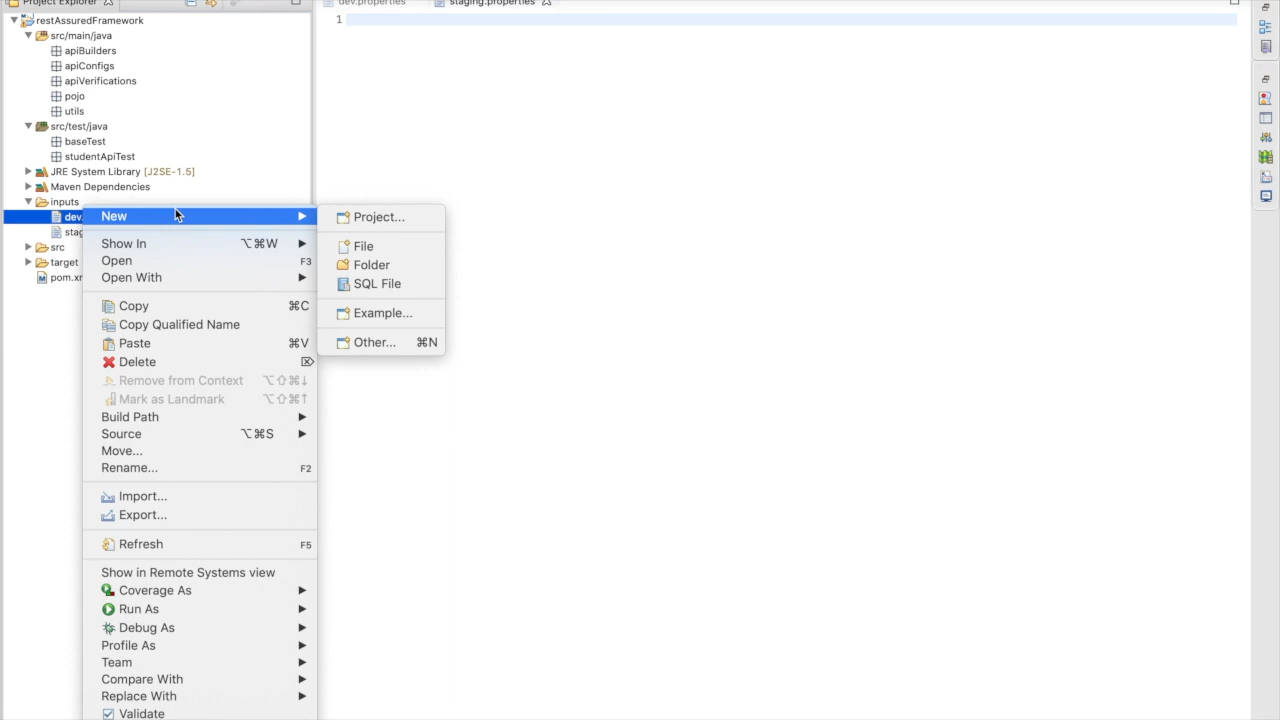 Project Explorer
restAssuredFramework
src/main/java
apiBuilders
apiConfigs
apiVerifications
pojo
utils
src/test/java
baseTest
studentApiTest
JRE System Library [J2SE-1.5]
Maven Dependencies
inputs
dev.
stag
src
target
pom.xm
dev.properties
staging.properties
1
New
Show In ⌥⌘W
Open F3
Open With
Copy ⌘C
Copy Qualified Name
Paste ⌘V
Delete ⌦
Remove from Context ⌥⇧⌘↓
Mark as Landmark ⌥⇧⌘↑
Build Path
Source ⌥⌘S
Move...
Rename... F2
Import...
Export...
Refresh F5
Show in Remote Systems view
Coverage As
Run As
Debug As
Profile As
Team
Compare With
Replace With
Validate
Project...
File
Folder
SQL File
Example...
Other... ⌘N